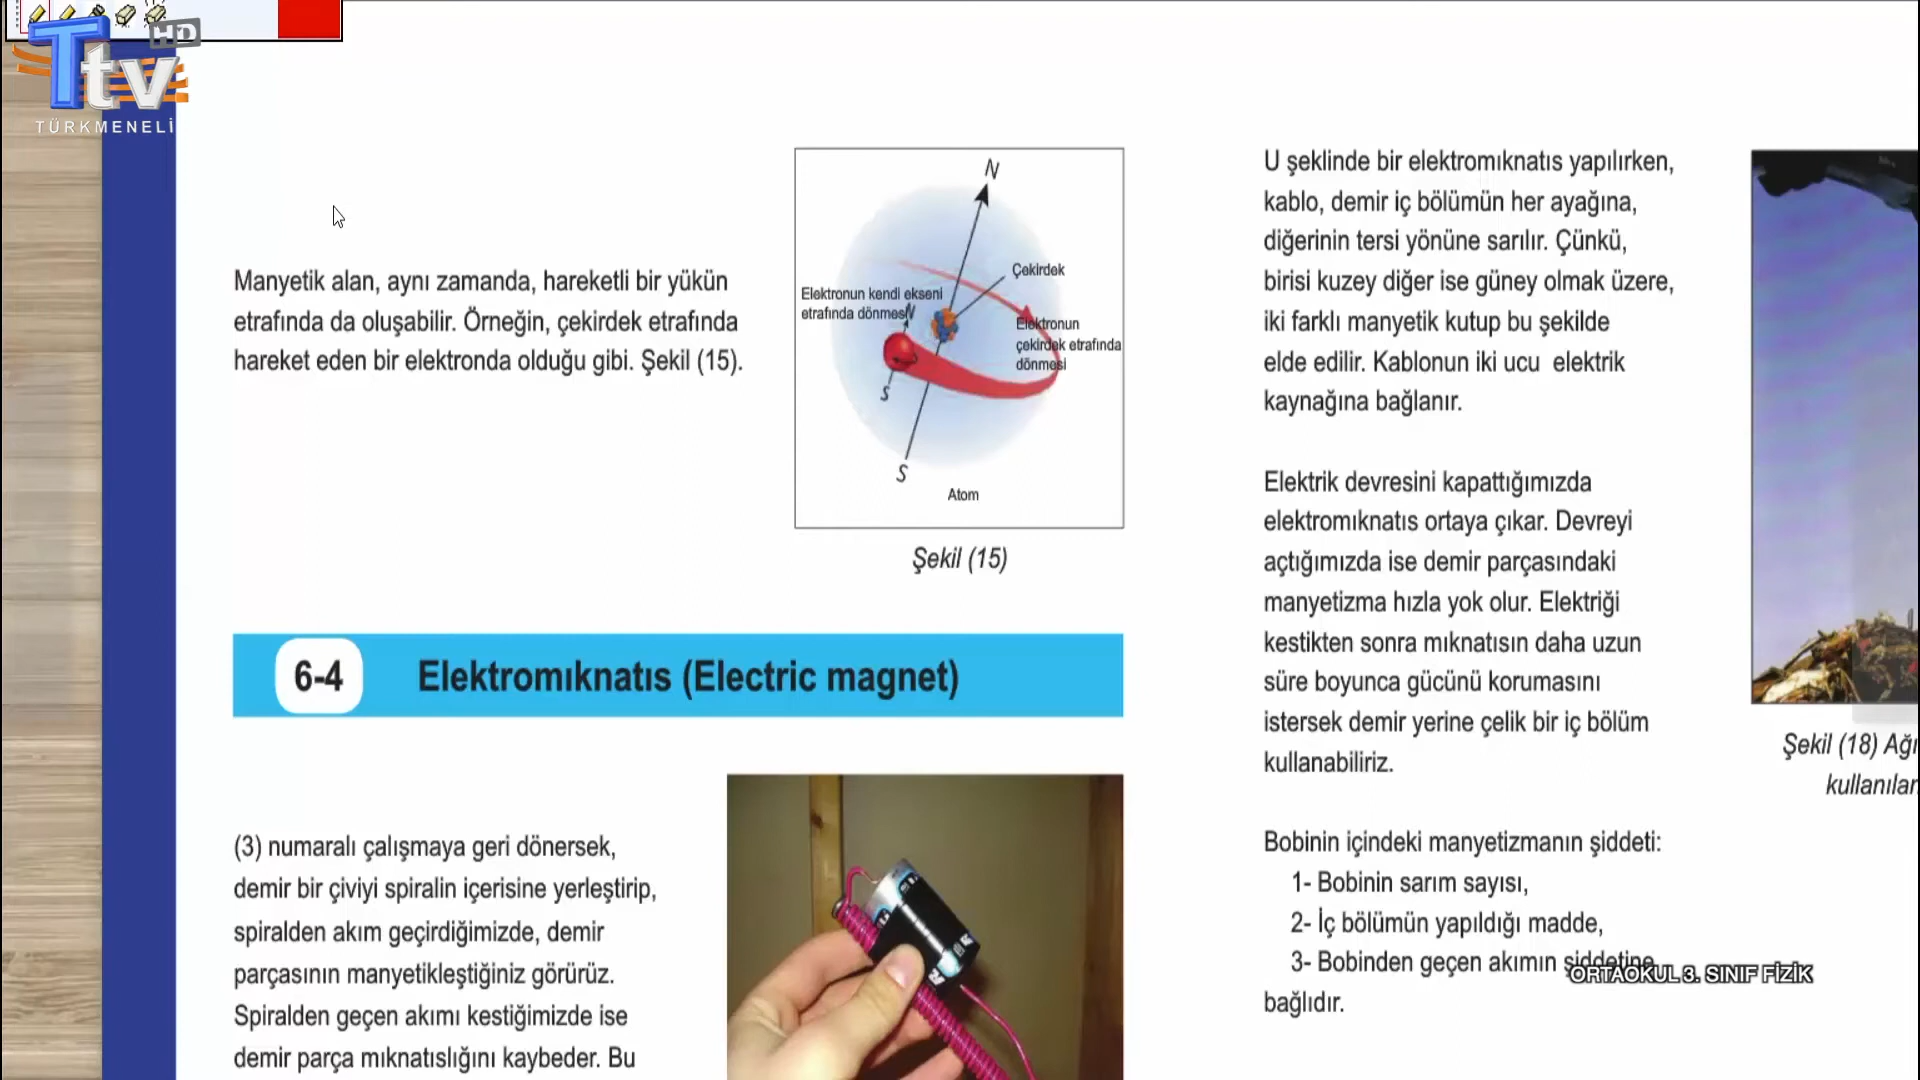 HD
Ttv
TÜRKMENELİ
Manyetik alan, aynı zamanda, hareketli bir yükün
etrafında da oluşabilir. Örneğin, çekirdek etrafında
hareket eden bir elektronda olduğu gibi. Şekil (15).
N
Çekirdek
Elektronun kendi ekseni
etrafında dönmesi
N
Elektronun
çekirdek etrafında
dönmesi
S
S
Atom
Şekil (15)
6-4 Elektromıknatıs (Electric magnet)
(3) numaralı çalışmaya geri dönersek,
demir bir çiviyi spiralin içerisine yerleştirip,
spiralden akım geçirdiğimizde, demir
parçasının manyetikleştiğiniz görürüz.
Spiralden geçen akımı kestiğimizde ise
demir parça mıknatıslığını kaybeder. Bu
U şeklinde bir elektromıknatıs yapılırken,
kablo, demir iç bölümün her ayağına,
diğerinin tersi yönüne sarılır. Çünkü,
birisi kuzey diğer ise güney olmak üzere,
iki farklı manyetik kutup bu şekilde
elde edilir. Kablonun iki ucu elektrik
kaynağına bağlanır.
Elektrik devresini kapattığımızda
elektromıknatıs ortaya çıkar. Devreyi
açtığımızda ise demir parçasındaki
manyetizma hızla yok olur. Elektriği
kestikten sonra mıknatısın daha uzun
süre boyunca gücünü korumasını
istersek demir yerine çelik bir iç bölüm
kullanabiliriz.
Bobinin içindeki manyetizmanın şiddeti:
1- Bobinin sarım sayısı,
2- İç bölümün yapıldığı madde,
3- Bobinden geçen akımın şiddetine
bağlıdır.
Şekil (18) Ağı
kullanılan
ORTAOKUL 3. SINIF FİZİK